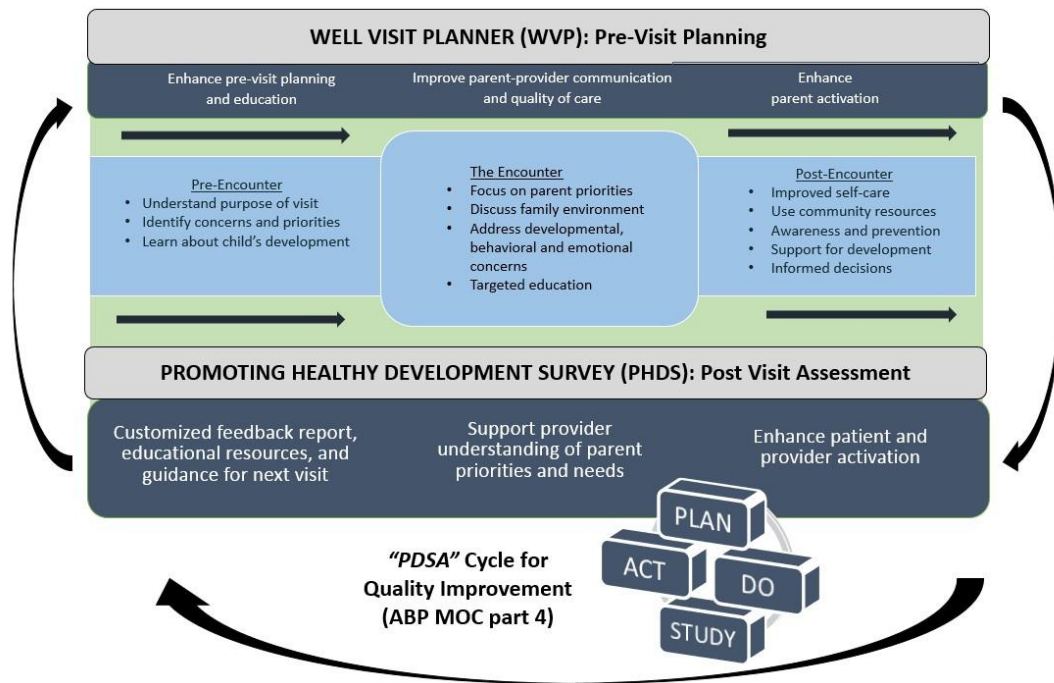 WELL VISIT PLANNER (WVP): Pre-Visit Planning
Enhance pre-visit planning
and education
Improve parent-provider communication
and quality of care
Enhance
parent activation
Pre-Encounter
• Understand purpose of visit
• Identify concerns and priorities
• Learn about child's development
The Encounter
• Focus on parent priorities
• Discuss family environment
• Address developmental,
behavioral and emotional
concerns
• Targeted education
Post-Encounter
• Improved self-care
• Use community resources
• Awareness and prevention
• Support for development
• Informed decisions
PROMOTING HEALTHY DEVELOPMENT SURVEY (PHDS): Post Visit Assessment
Customized feedback report,
educational resources, and
guidance for next visit
Support provider
understanding of parent
priorities and needs
Enhance patient and
provider activation
"PDSA" Cycle for
Quality Improvement
(ABP MOC part 4)
PLAN
ACT
DO
STUDY